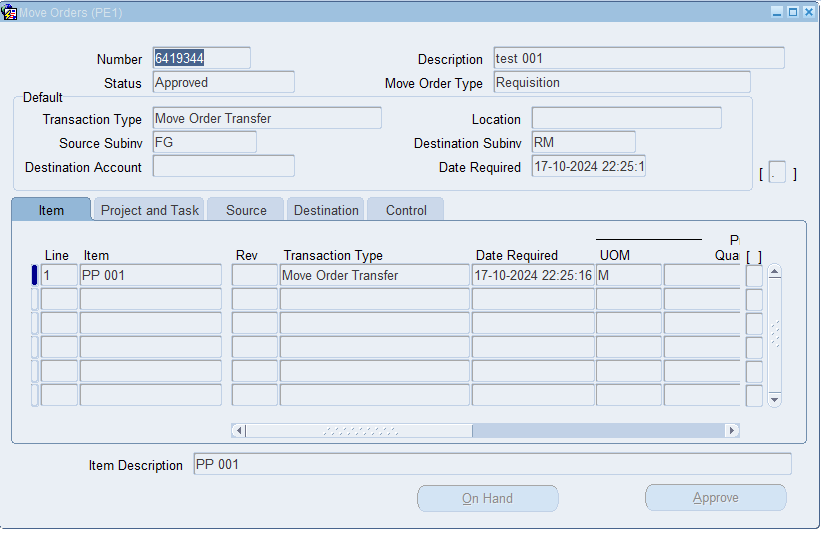 Move Orders (PE1)
Number 6419344 Description test 001
Status Approved Move Order Type Requisition
Default
Transaction Type Move Order Transfer Location
Source Subinv FG Destination Subinv RM
Destination Account Date Required 17-10-2024 22:25:1
[ . ]
Item Project and Task Source Destination Control
Line Item Rev Transaction Type Date Required UOM Qua [ ]
1 PP 001 Move Order Transfer 17-10-2024 22:25:16 M
Item Description PP 001
On Hand Approve